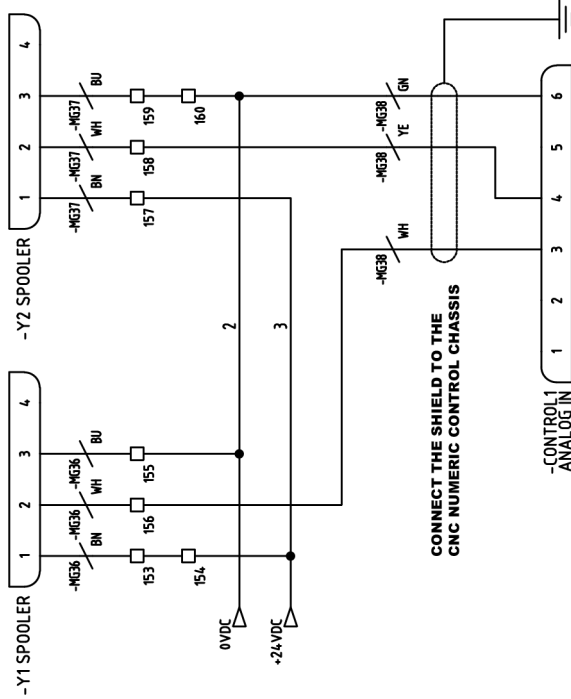 -Y2 SPOOLER
1
2
3
4
-MG37
BN
-MG37
WH
-MG37
BU
157
158
159
160
-Y1 SPOOLER
1
2
3
4
-MG36
BN
-MG36
WH
-MG36
BU
153
154
156
155
0VDC
+24VDC
2
3
-MG38
WH
-MG38
YE
-MG38
GN
CONNECT THE SHIELD TO THE
CNC NUMERIC CONTROL CHASSIS
1
2
3
4
5
6
-CONTROL1
ANALOG IN